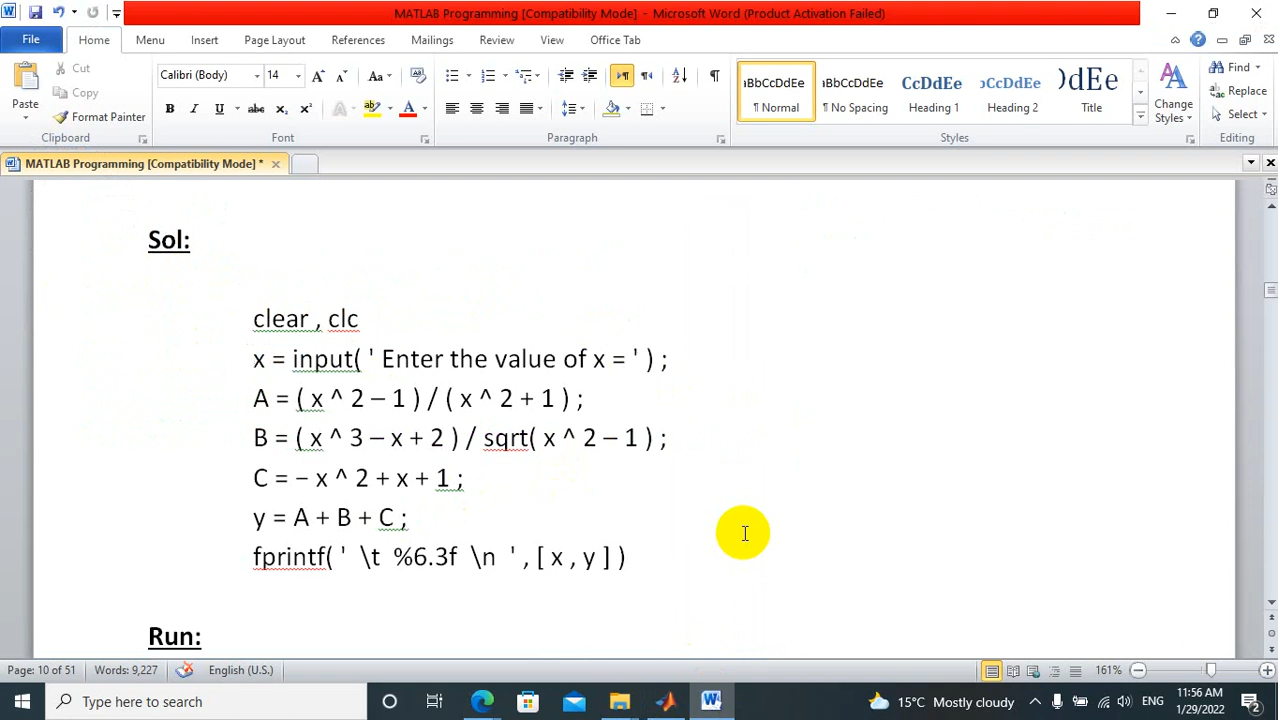 MATLAB Programming [Compatibility Mode] - Microsoft Word (Product Activation Failed)
File Home Menu Insert Page Layout References Mailings Review View Office Tab
Paste
Cut
Copy
Format Painter
Clipboard
Calibri (Body) 14
Font
Paragraph
AaBbCcDdEe
¶ Normal
AaBbCcDdEe
¶ No Spacing
CcDdEe
Heading 1
CcDdEe
Heading 2
Title
Styles
Change Styles
Find
Replace
Select
Editing
MATLAB Programming [Compatibility Mode] *
Sol:
clear , clc
x = input( ' Enter the value of x = ' ) ;
A = ( x ^ 2 – 1 ) / ( x ^ 2 + 1 ) ;
B = ( x ^ 3 – x + 2 ) / sqrt( x ^ 2 – 1 ) ;
C = – x ^ 2 + x + 1 ;
y = A + B + C ;
fprintf( ' \t %6.3f \n ' , [ x , y ] )
Run:
Page: 10 of 51 Words: 9,227 English (U.S.) 161%
Type here to search 15°C Mostly cloudy ENG 11:56 AM
1/29/2022 2